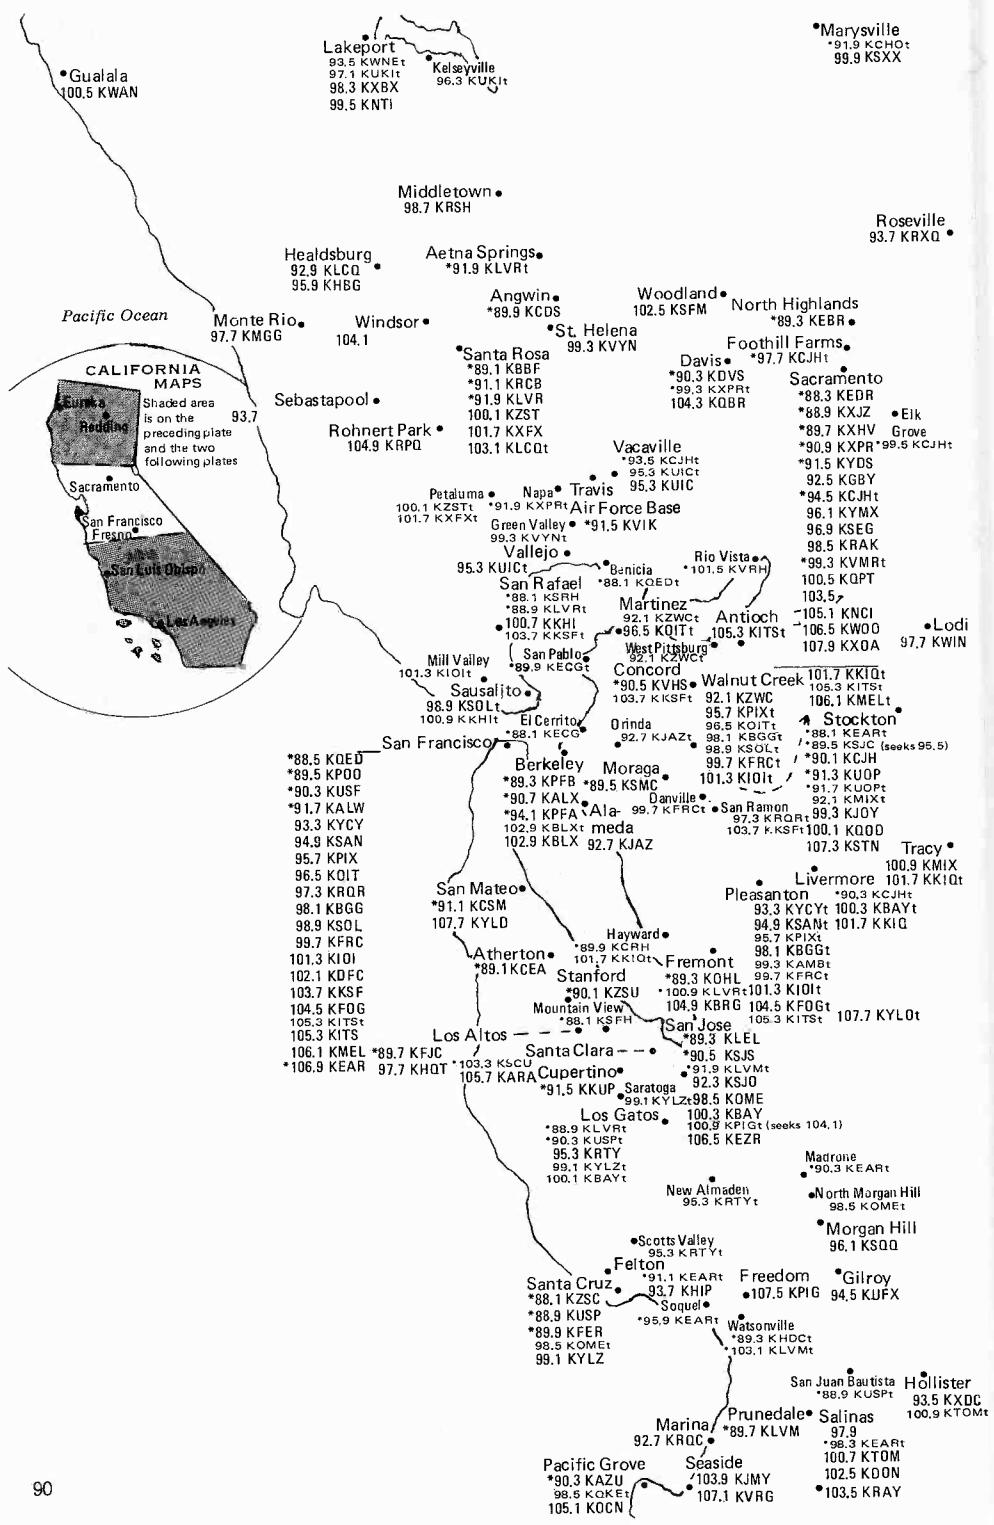 *Marysville
*91.9 KCHOt
99.9 KSXX
Lakeport
93.5 KWNEt
97.1 KUKIt
98.3 KXBX
99.5 KNTI
Kelseyville
96.3 KUKIt
Gualala
100.5 KWAN
Middletown
98.7 KRSH
Roseville
93.7 KRXQ
Healdsburg
92.9 KLCQ
95.9 KHBG
Aetna Springs
*91.9 KLVRt
Angwin
*89.9 KCDS
Woodland
102.5 KSFM
North Highlands
*89.3 KEBR
Pacific Ocean
Monte Rio
97.7 KMGG
Windsor
104.1
St. Helena
99.3 KVYN
Foothill Farms
*97.7 KCJHt
CALIFORNIA
MAPS
Shaded area
is on the
preceding plate
and the two
following plates
Eureka
Redding
Sacramento
San Francisco
Fresno
San Luis Obispo
Los Angeles
93.7
Sebastapool
Santa Rosa
*89.1 KBBF
*91.1 KRCB
*91.9 KLVR
100.1 KZST
101.7 KXFX
103.1 KLCQt
Rohnert Park
104.9 KRPQ
Davis
*90.3 KDVS
*99.3 KXPRt
104.3 KQBR
Sacramento
*88.3 KEDR
*88.9 KXJZ
*89.7 KXHV
*90.9 KXPR
*91.5 KYDS
92.5 KGBY
*94.5 KCJHt
96.1 KYMX
96.9 KSEG
98.5 KRAK
*99.3 KVMRt
100.5 KQPT
103.5
105.1 KNCI
106.5 KWOD
107.9 KXOA
Elk
Grove
*99.5 KCJHt
Vacaville
*93.5 KCJHt
95.3 KUICt
95.3 KUIC
Petaluma
100.1 KZSTt
101.7 KXFXt
Napa
*91.9 KXPRt
Travis
Air Force Base
*91.5 KVIK
Green Valley
99.3 KVYNt
Vallejo
95.3 KUICt
Benicia
*88.1 KQEDt
Rio Vista
*101.5 KVRH
San Rafael
*88.1 KSRH
*88.9 KLVRt
100.7 KKHI
103.7 KKSFt
Martinez
92.1 KZWCt
96.5 KOITt
Antioch
105.3 KITSt
Lodi
97.7 KWIN
West Pittsburg
92.1 KZWCt
San Pablo
*89.9 KECGt
Mill Valley
101.3 KIOIt
Concord
*90.5 KVHS
103.7 KKSFt
Walnut Creek
92.1 KZWC
95.7 KPIXt
96.5 KOITt
98.1 KBGGt
98.9 KSOLt
99.7 KFRCt
101.3 KIOIt
101.7 KKIQt
105.3 KITSt
106.1 KMELt
Sausalito
98.9 KSOLt
100.9 KKHIt
El Cerrito
*88.1 KECG
Orinda
92.7 KJAZt
Stockton
*88.1 KEARt
*89.5 KSJC (seeks 95.5)
*90.1 KCJH
*91.3 KUOP
*91.7 KUOPt
92.1 KMIXt
99.3 KJOY
100.1 KQOD
107.3 KSTN
San Francisco
*88.5 KQED
*89.5 KPOO
*90.3 KUSF
*91.7 KALW
93.3 KYCY
94.9 KSAN
95.7 KPIX
96.5 KOIT
97.3 KRQR
98.1 KBGG
98.9 KSOL
99.7 KFRC
101.3 KIOI
102.1 KDFC
103.7 KKSF
104.5 KFOG
105.3 KITSt
105.3 KITS
106.1 KMEL
*106.9 KEAR
Berkeley
*89.3 KPFB
*90.7 KALX
*94.1 KPFA
102.9 KBLXt
102.9 KBLX
Moraga
*89.5 KSMC
Ala-
meda
92.7 KJAZ
Danville
99.7 KFRCt
San Ramon
97.3 KRQRt
103.7 KKSFt
Tracy
100.9 KMIX
101.7 KKIQt
Livermore
*90.3 KCJHt
100.3 KBAYt
101.7 KKIQ
Pleasanton
93.3 KYCYt
94.9 KSANt
95.7 KPIXt
98.1 KBGGt
99.3 KAMBt
99.7 KFRCt
101.3 KIOIt
104.5 KFOGt
105.3 KITSt
107.7 KYLOt
San Mateo
*91.1 KCSM
107.7 KYLD
Hayward
*89.9 KCRH
101.7 KKIQt
Atherton
*89.1 KCEA
Fremont
*89.3 KOHL
*100.9 KLVRt
104.9 KBRG
Stanford
*90.1 KZSU
Mountain View
*88.1 KSFH
Los Altos
*89.7 KFJC
97.7 KHQT
San Jose
*89.3 KLEL
*90.5 KSJS
*91.9 KLVMt
92.3 KSJO
98.5 KOME
100.3 KBAY
100.9 KPIGt (seeks 104.1)
106.5 KEZR
Santa Clara
*103.3 KSCU
105.7 KARA
Cupertino
*91.5 KKUP
Saratoga
99.1 KYLZt
Los Gatos
*88.9 KLVRt
*90.3 KUSPt
95.3 KRTY
99.1 KYLZt
100.1 KBAYt
Madrone
*90.3 KEARt
New Almaden
95.3 KRTYt
North Morgan Hill
98.5 KOMEt
Morgan Hill
96.1 KSQQ
Scotts Valley
95.3 KRTYt
Felton
*91.1 KEARt
93.7 KHIP
Freedom
107.5 KPIG
Gilroy
94.5 KUFX
Santa Cruz
*88.1 KZSC
*88.9 KUSP
*89.9 KFER
98.5 KOMEt
99.1 KYLZ
Soquel
*95.9 KEARt
Watsonville
*89.3 KHDCt
*103.1 KLVMt
San Juan Bautista
*88.9 KUSPt
Hollister
93.5 KXDC
100.9 KTOMt
Prunedale
*89.7 KLVM
Salinas
97.9
*98.3 KEARt
100.7 KTOM
102.5 KDON
*103.5 KRAY
Marina
92.7 KRQC
Pacific Grove
*90.3 KAZU
98.5 KOKEt
105.1 KOCN
Seaside
103.9 KJMY
107.1 KVRG
90